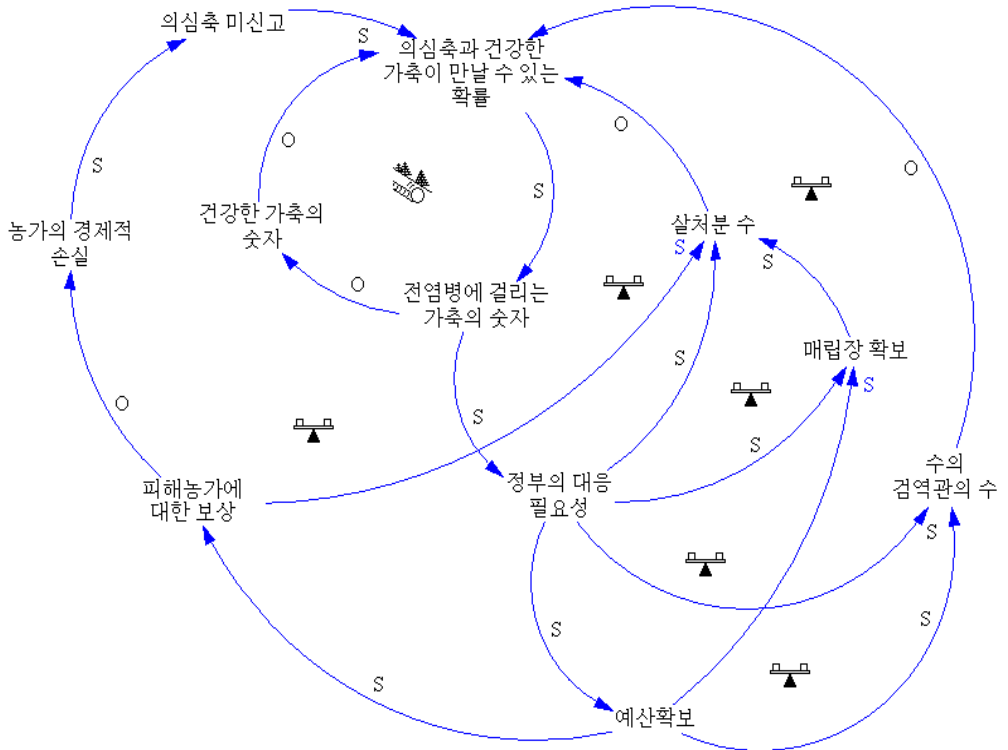 의심축 미신고
S
의심축과 건강한
가축이 만날 수 있는
확률
O
O
S
S
O
건강한 가축의
숫자
농가의 경제적
손실
살처분 수
S
S
O
전염병에 걸리는
가축의 숫자
매립장 확보
S
S
O
S
S
수의
검역관의 수
피해농가에
대한 보상
정부의 대응
필요성
S
S
S
S
예산확보